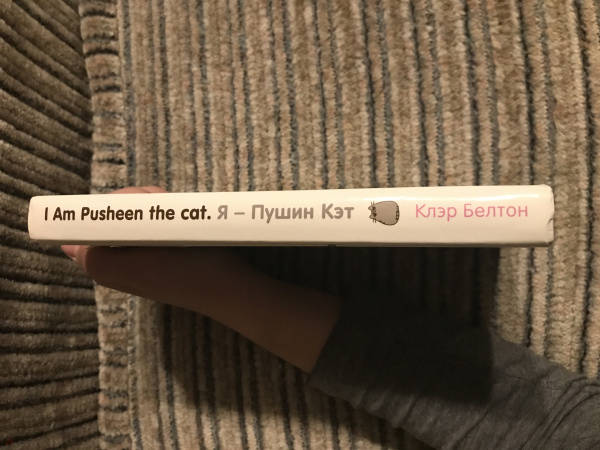 I Am Pusheen the cat. Я – Пушин Кэт Клэр Белтон